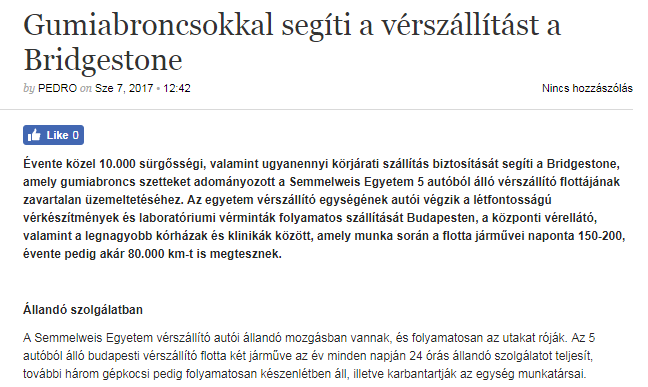 Gumiabroncsokkal segíti a vérszállítást a
Bridgestone
by PEDRO on Sze 7, 2017 • 12:42
Nincs hozzászólás
Like 0
Évente közel 10.000 sürgősségi, valamint ugyanennyi körjárati szállítás biztosítását segíti a Bridgestone,
amely gumiabroncs szetteket adományozott a Semmelweis Egyetem 5 autóból álló vérszállító flottájának
zavartalan üzemeltetéséhez. Az egyetem vérszállító egységének autói végzik a létfontosságú
vérkészítmények és laboratóriumi vérminták folyamatos szállítását Budapesten, a központi vérellátó,
valamint a legnagyobb kórházak és klinikák között, amely munka során a flotta járművei naponta 150-200,
évente pedig akár 80.000 km-t is megtesznek.
Állandó szolgálatban
A Semmelweis Egyetem vérszállító autói állandó mozgásban vannak, és folyamatosan az utakat róják. Az 5
autóból álló budapesti vérszállító flotta két járműve az év minden napján 24 órás állandó szolgálatot teljesít,
további három gépkocsi pedig folyamatosan készenlétben áll, illetve karbantartják az egység munkatársai.